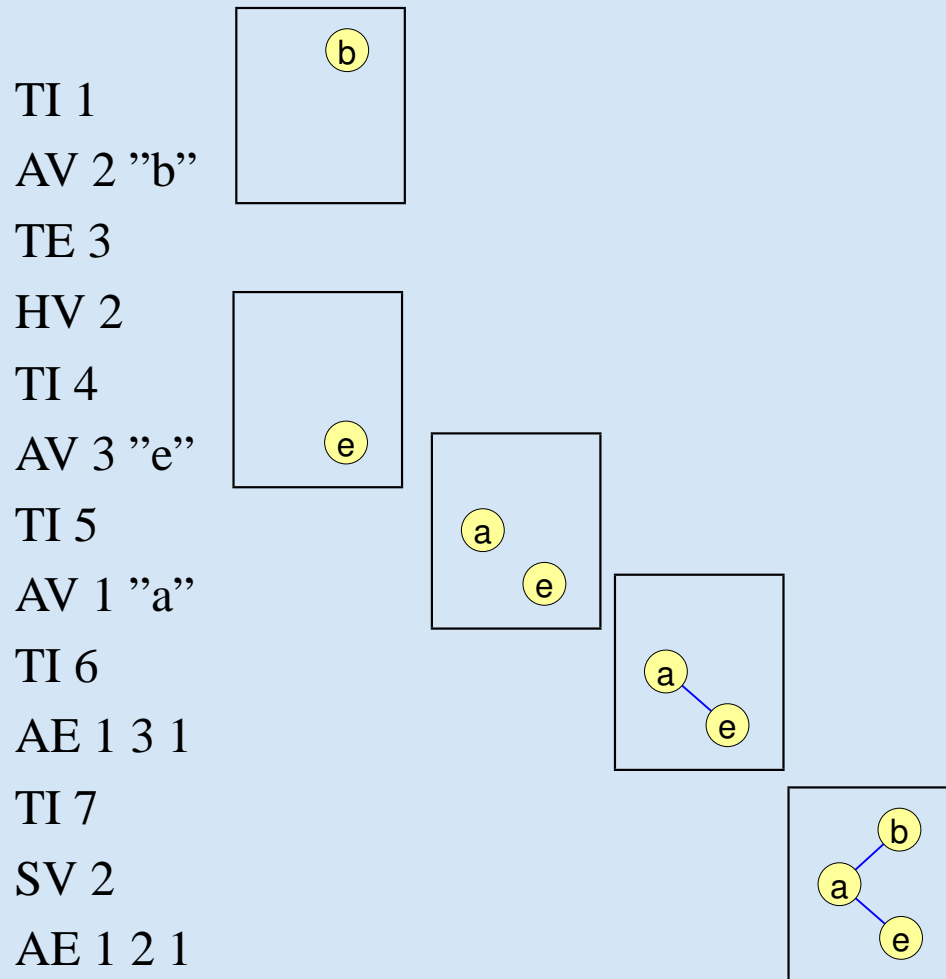 b
TI 1
AV 2 ”b”
TE 3
HV 2
TI 4
AV 3 ”e”
e
TI 5
a
AV 1 ”a”
e
TI 6
a
AE 1 3 1
e
TI 7
b
SV 2
a
AE 1 2 1
e